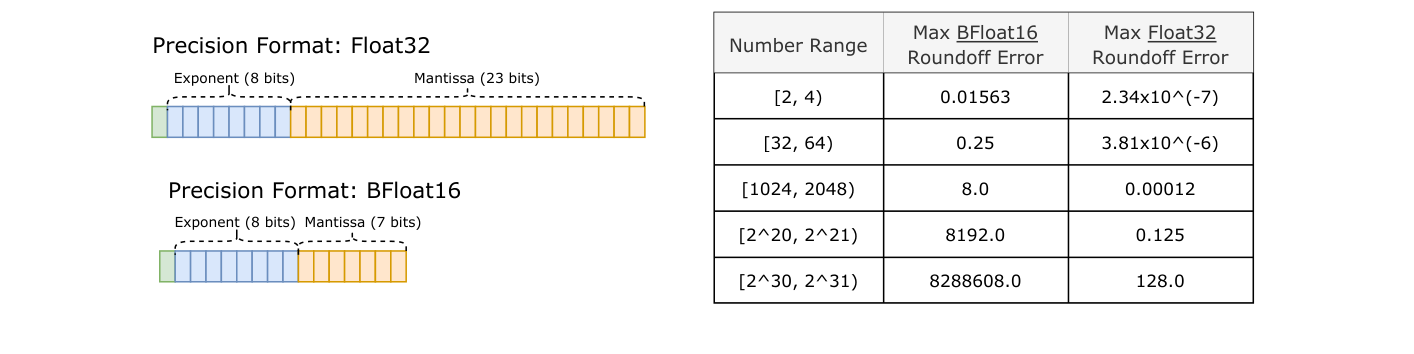 Precision Format: Float32
Exponent (8 bits)
Mantissa (23 bits)
Precision Format: BFloat16
Exponent (8 bits)
Mantissa (7 bits)
Number Range
Max BFloat16
Roundoff Error
Max Float32
Roundoff Error
[2, 4)
0.01563
2.34x10^(-7)
[32, 64)
0.25
3.81x10^(-6)
[1024, 2048)
8.0
0.00012
[2^20, 2^21)
8192.0
0.125
[2^30, 2^31)
8288608.0
128.0